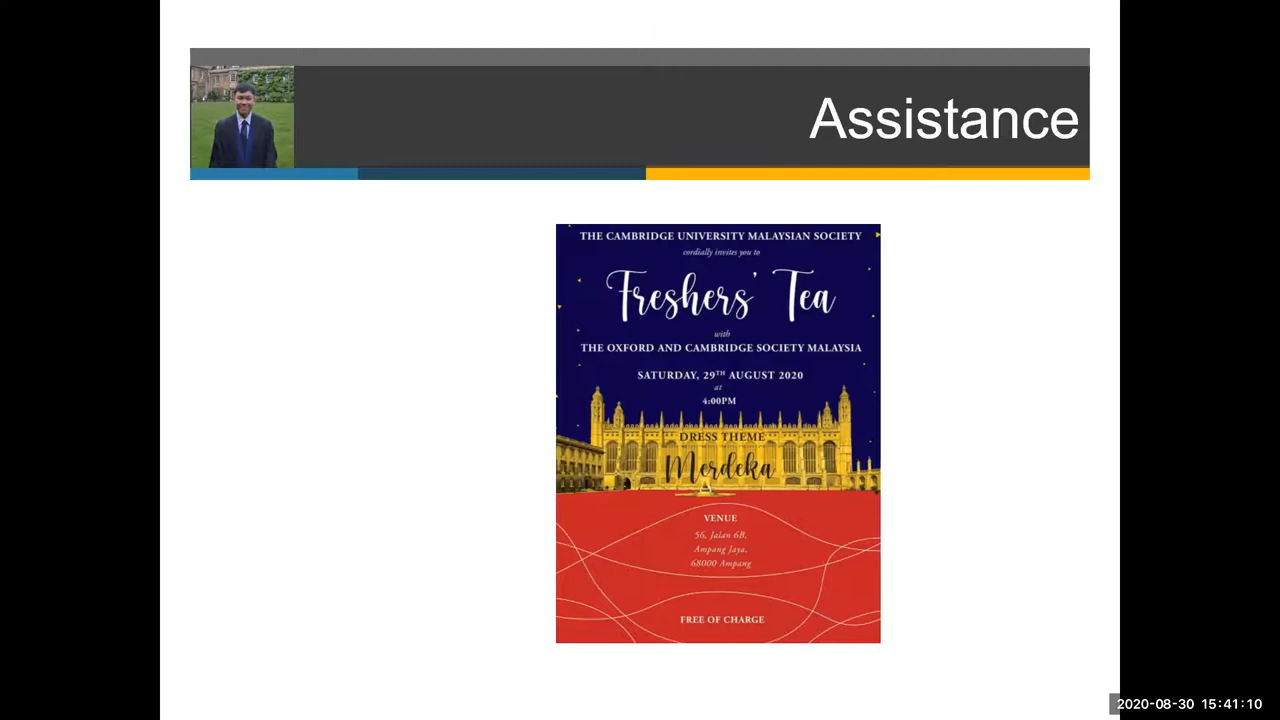 Assistance
THE CAMBRIDGE UNIVERSITY MALAYSIAN SOCIETY
cordially invites you to
Freshers' Tea
with
THE OXFORD AND CAMBRIDGE SOCIETY MALAYSIA
SATURDAY, 29TH AUGUST 2020
at
4:00PM
DRESS THEME
Merdeka
VENUE
56, Jalan 6B,
Ampang Jaya,
68000 Ampang
FREE OF CHARGE
2020-08-30 15:41:10